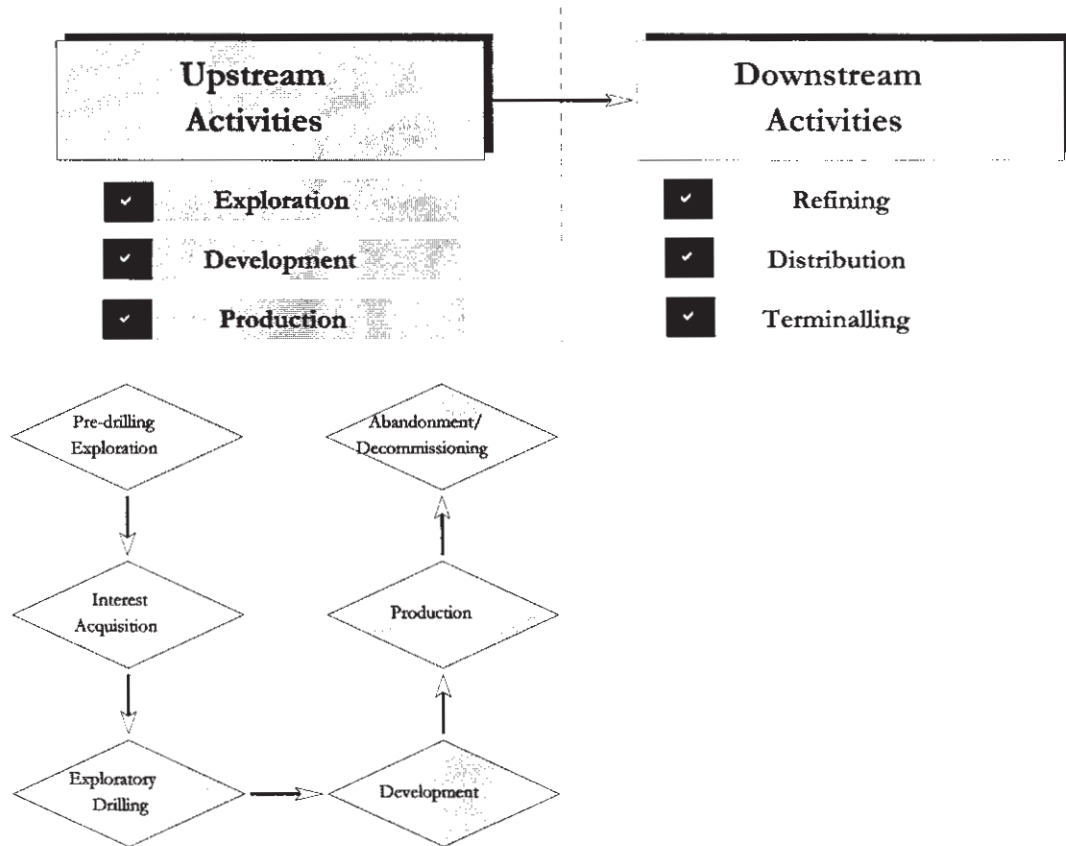 Upstream
Activities
Downstream
Activities
Exploration
Refining
Development
Distribution
Production
Terminalling
Pre-drilling
Exploration
Abandonment/
Decommissioning
Interest
Acquisition
Production
Exploratory
Drilling
Development